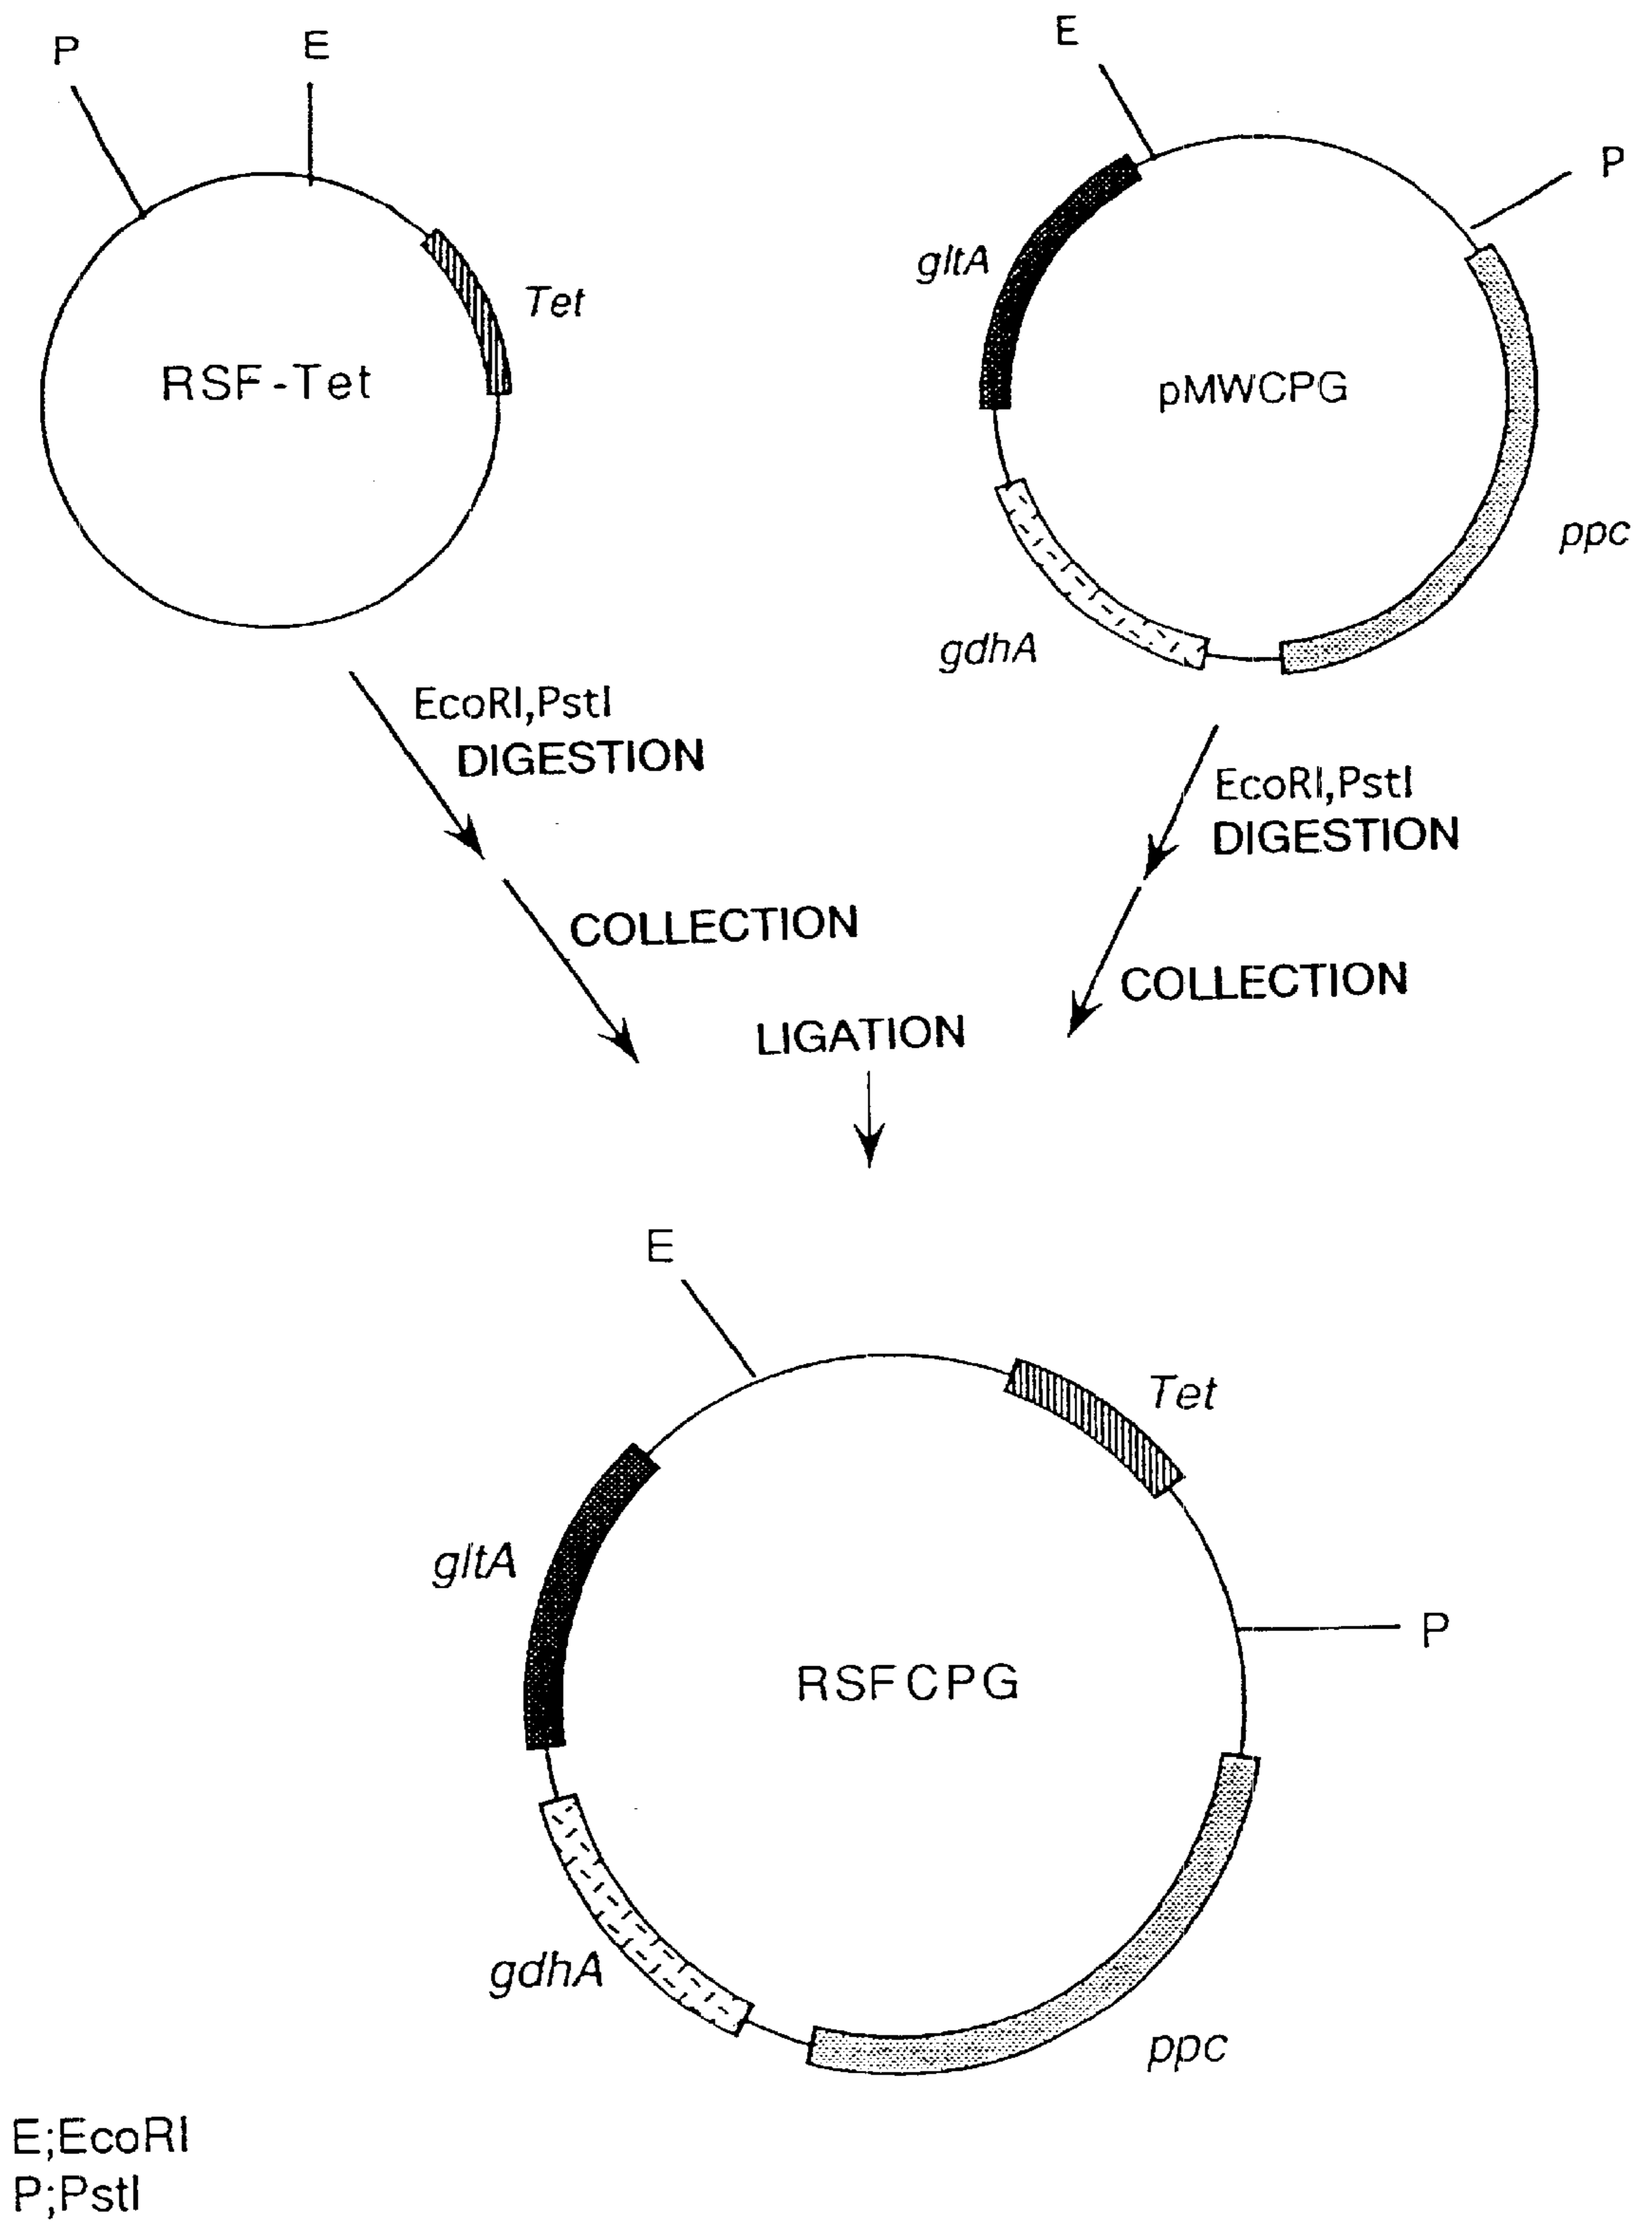 P
E
Tet
RSF-Tet
E
P
gltA
pMWCPG
ppc
gdhA
EcoRI,PstI
DIGESTION
EcoRI,PstI
DIGESTION
COLLECTION
COLLECTION
LIGATION
E
Tet
gltA
P
RSFCPG
gdhA
ppc
E;EcoRI
P;PstI